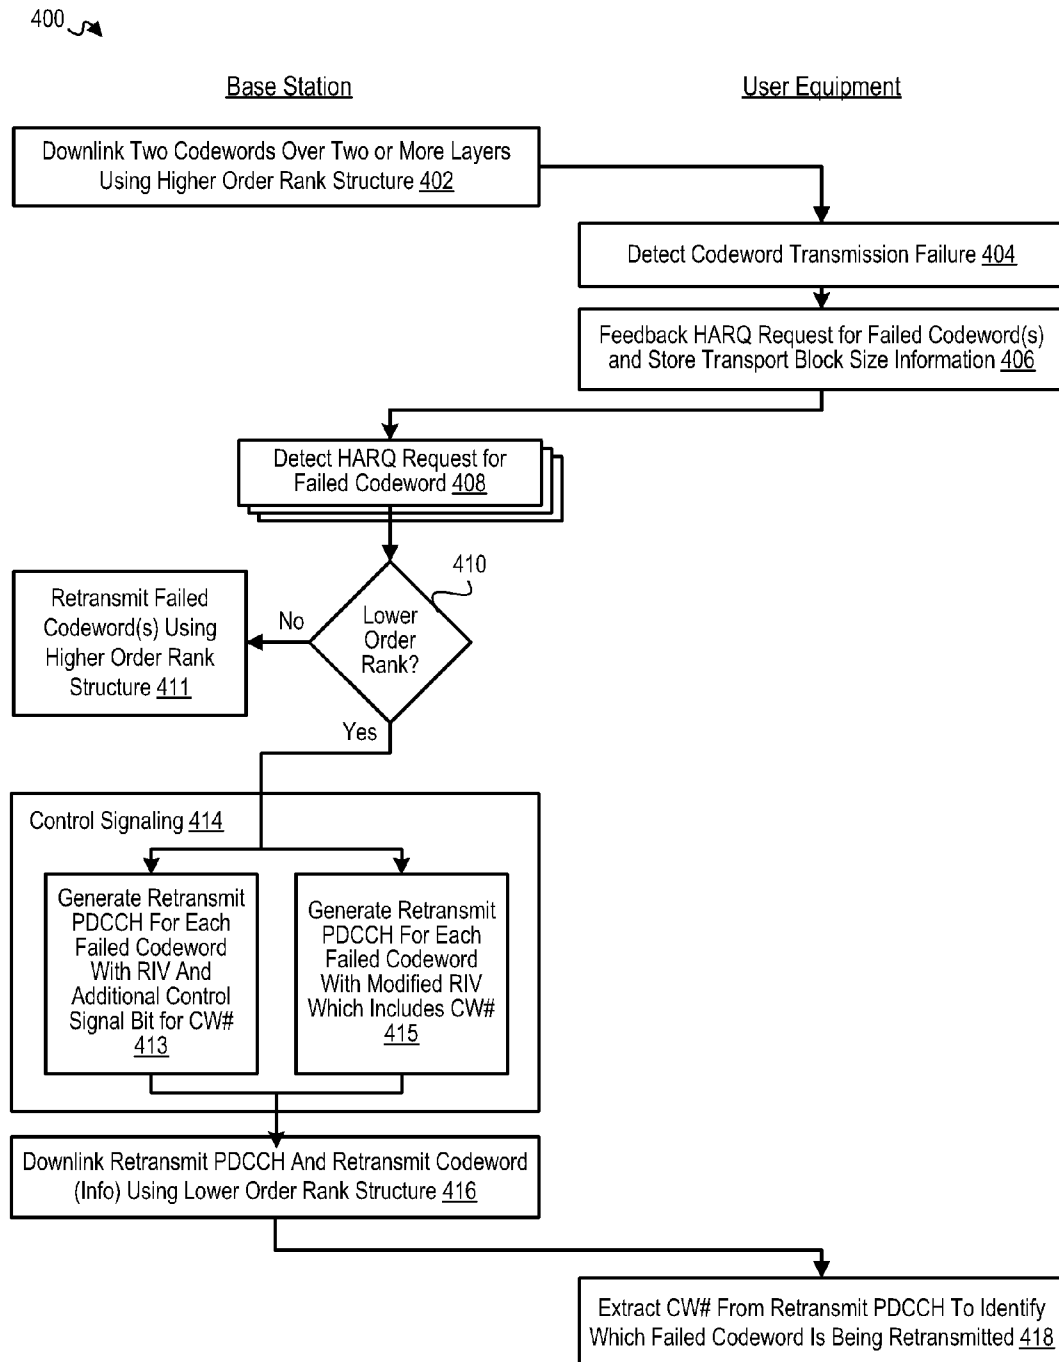 400
Base Station
User Equipment
Downlink Two Codewords Over Two or More Layers
Using Higher Order Rank Structure 402
Detect Codeword Transmission Failure 404
Feedback HARQ Request for Failed Codeword(s)
and Store Transport Block Size Information 406
Detect HARQ Request for
Failed Codeword 408
410
Lower
Order
Rank?
No
Retransmit Failed
Codeword(s) Using
Higher Order Rank
Structure 411
Yes
Control Signaling 414
Generate Retransmit
PDCCH For Each
Failed Codeword
With RIV And
Additional Control
Signal Bit for CW#
413
Generate Retransmit
PDCCH For Each
Failed Codeword
With Modified RIV
Which Includes CW#
415
Downlink Retransmit PDCCH And Retransmit Codeword
(Info) Using Lower Order Rank Structure 416
Extract CW# From Retransmit PDCCH To Identify
Which Failed Codeword Is Being Retransmitted 418